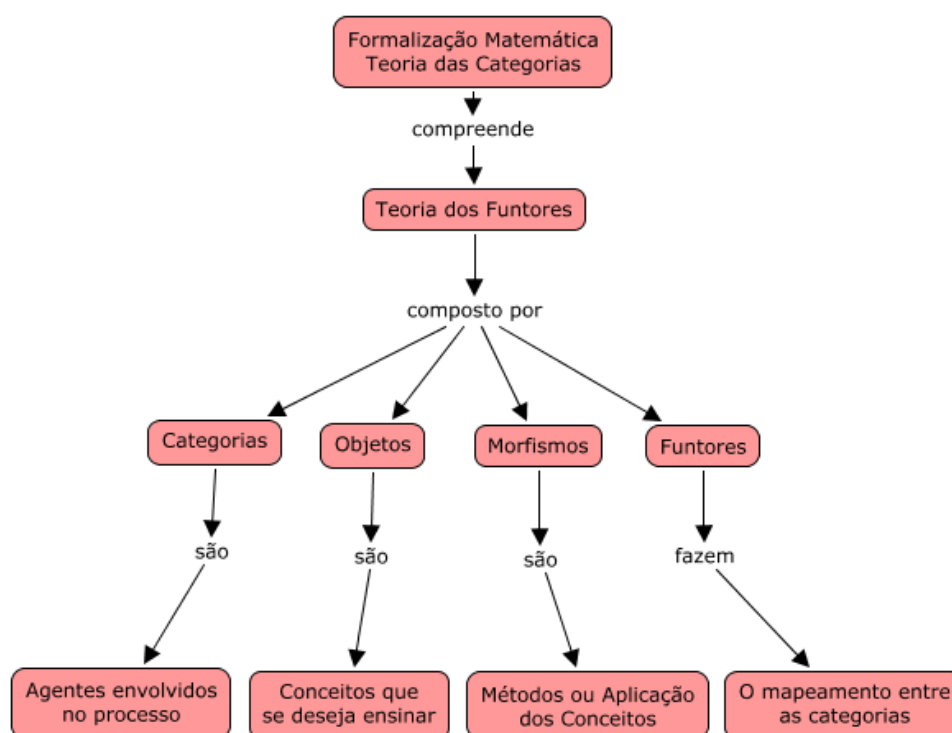 Formalização Matemática
Teoria das Categorias
compreende
Teoria dos Funtores
composto por
Categorias
Objetos
Morfismos
Funtores
são
são
são
fazem
Agentes envolvidos
no processo
Conceitos que
se deseja ensinar
Métodos ou Aplicação
dos Conceitos
O mapeamento entre
as categorias